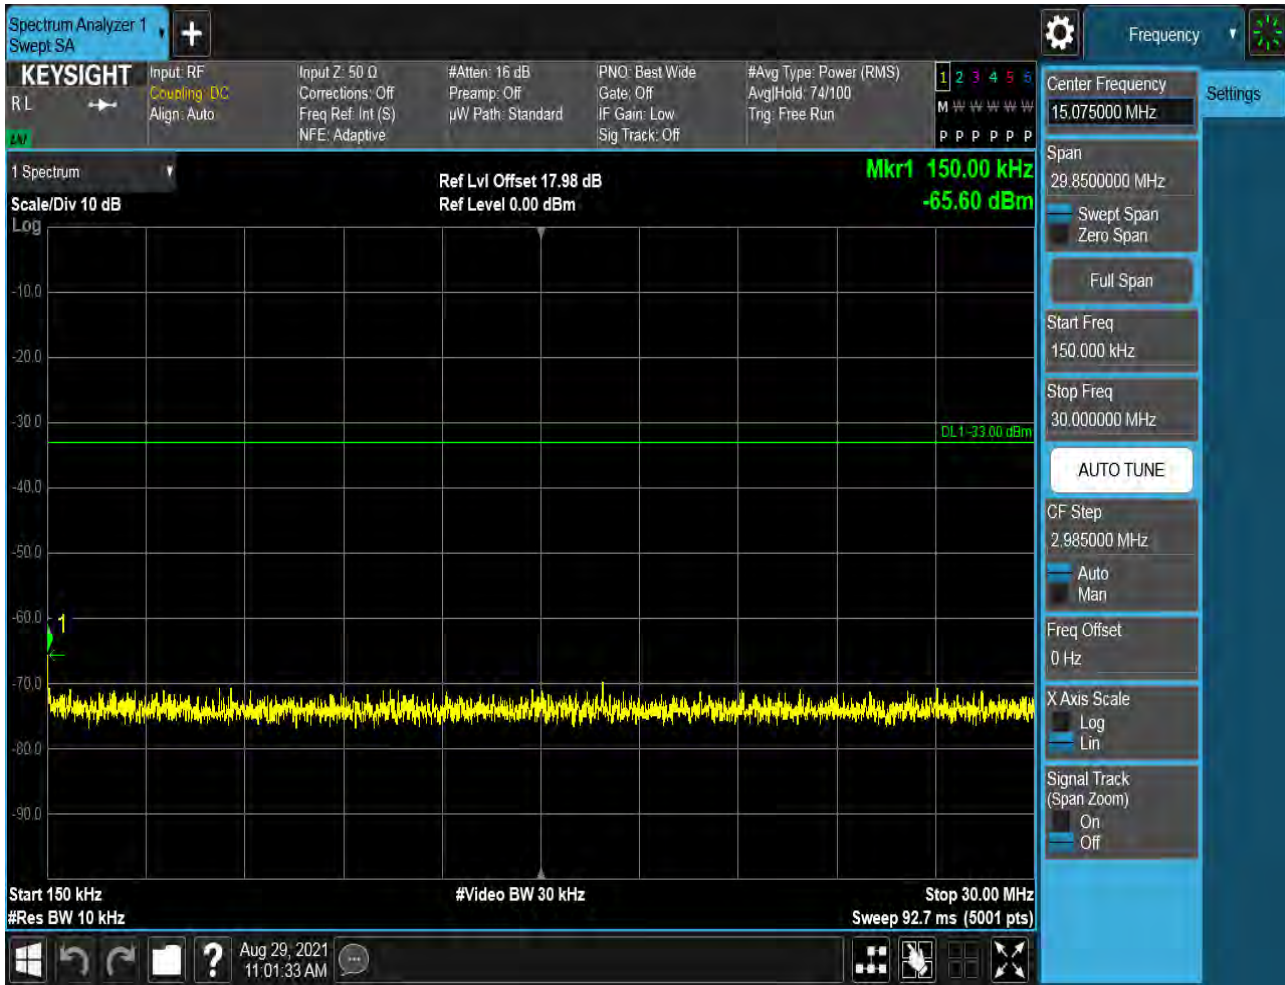 Spectrum Analyzer 1
Swept SA
Frequency
KEYSIGHT
R L
LNI
Input: RF
Coupling: DC
Align: Auto
Input Z: 50 Ω
Corrections: Off
Freq Ref: Int (S)
NFE: Adaptive
#Atten: 16 dB
Preamp: Off
µW Path: Standard
PNO: Best Wide
Gate: Off
IF Gain: Low
Sig Track: Off
#Avg Type: Power (RMS)
Avg|Hold: 74/100
Trig: Free Run
1 2 3 4 5 6
M W W W W W
P P P P P P
1 Spectrum
Scale/Div 10 dB
Log
Ref Lvl Offset 17.98 dB
Ref Level 0.00 dBm
Mkr1 150.00 kHz
-65.60 dBm
-10.0
-20.0
-30.0
DL1 -33.00 dBm
-40.0
-50.0
-60.0
1
-70.0
-80.0
-90.0
Start 150 kHz
#Video BW 30 kHz
Stop 30.00 MHz
#Res BW 10 kHz
Sweep 92.7 ms (5001 pts)
Aug 29, 2021
11:01:33 AM
Center Frequency
15.075000 MHz
Settings
Span
29.8500000 MHz
Swept Span
Zero Span
Full Span
Start Freq
150.000 kHz
Stop Freq
30.000000 MHz
AUTO TUNE
CF Step
2.985000 MHz
Auto
Man
Freq Offset
0 Hz
X Axis Scale
Log
Lin
Signal Track
(Span Zoom)
On
Off